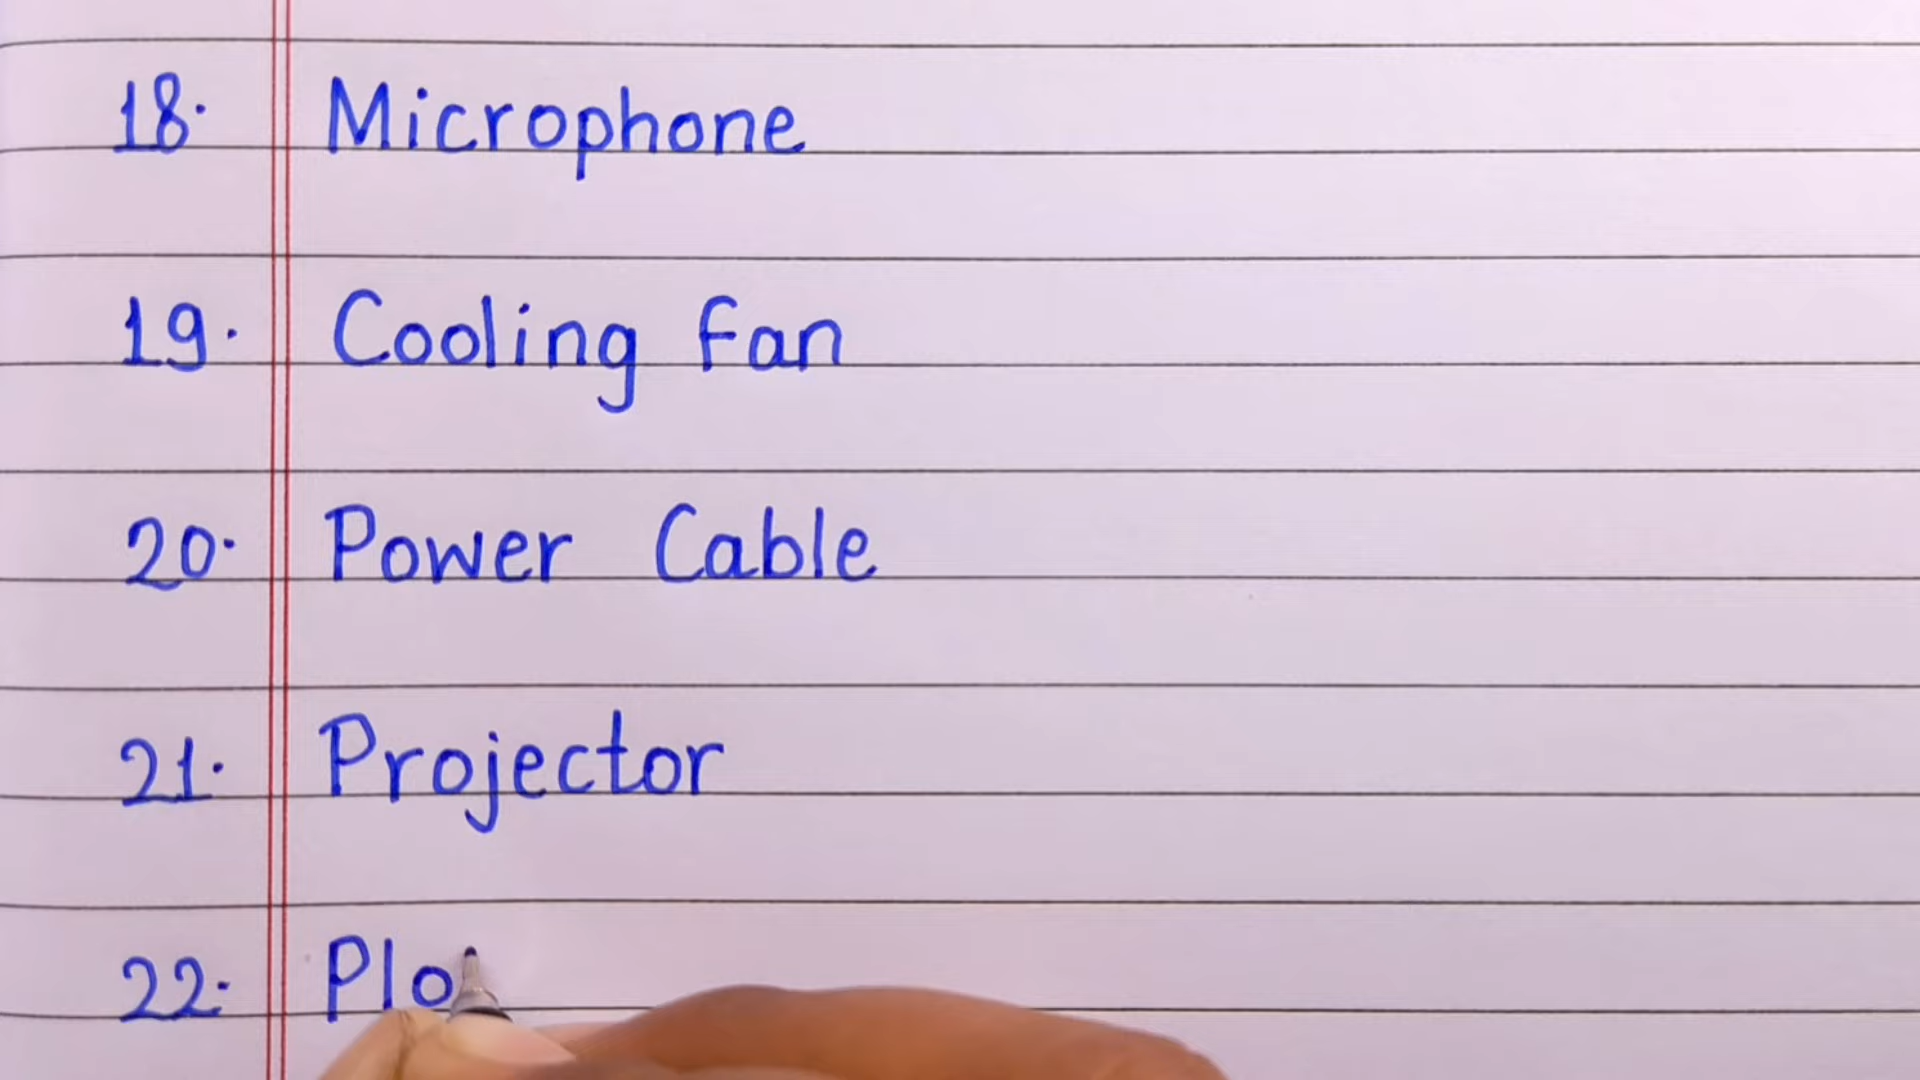 18. Microphone
19. Cooling Fan
20. Power Cable
21. Projector
22. Plo